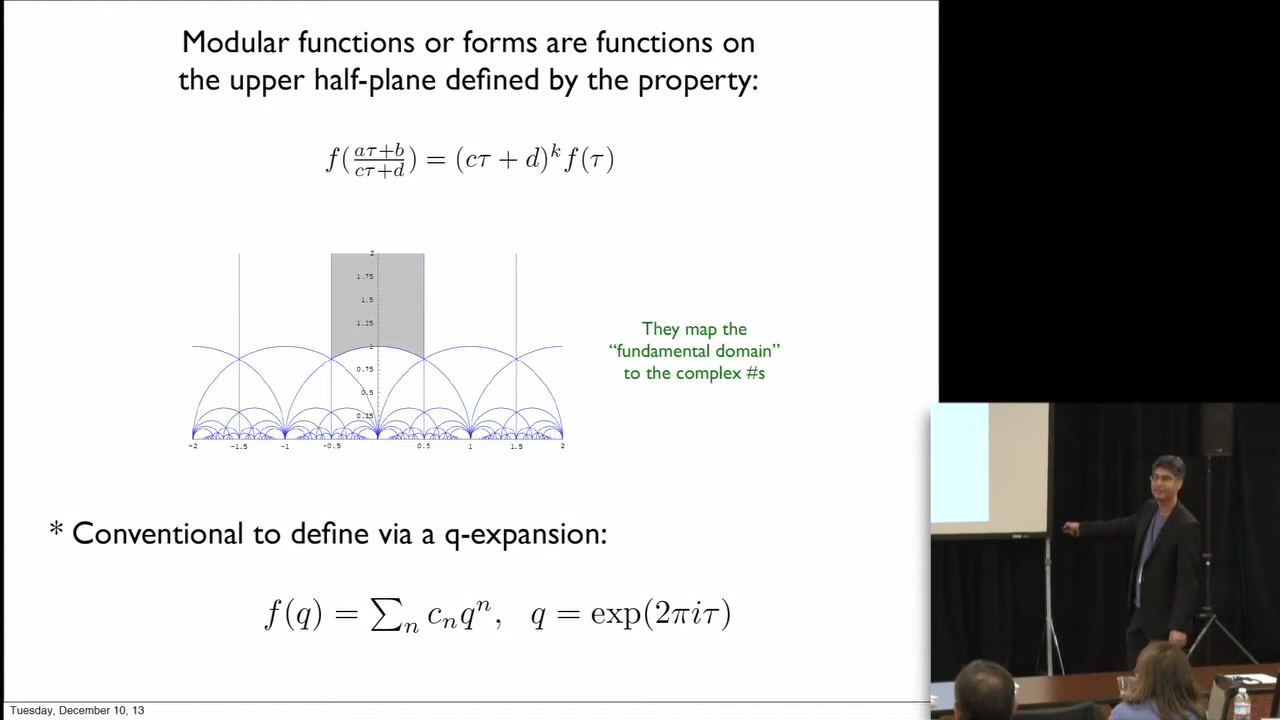 Modular functions or forms are functions on
the upper half-plane defined by the property:
f(\frac{aτ+b}{cτ+d}) = (cτ + d)^k f(τ)
2
1.75
1.5
1.25
1
0.75
0.5
0.25
-2 -1.5 -1 -0.5 0.5 1 1.5 2
They map the
“fundamental domain”
to the complex #s
* Conventional to define via a q-expansion:
f(q) = ∑_n c_n q^n, q = exp(2πiτ)
Tuesday, December 10, 13